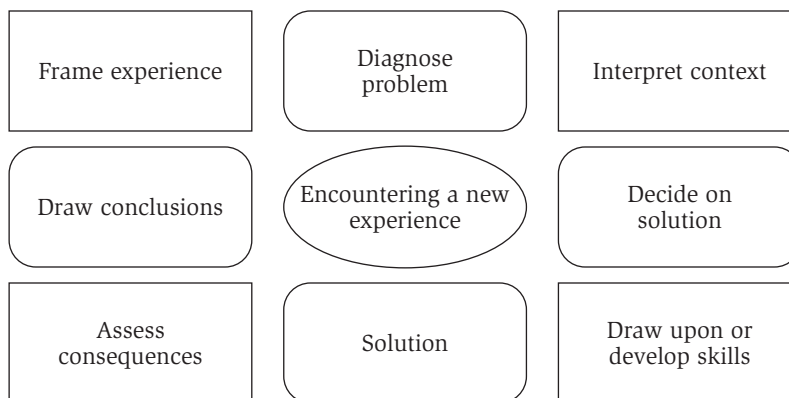 Frame experience
Diagnose
problem
Interpret context
Draw conclusions
Encountering a new
experience
Decide on
solution
Assess
consequences
Solution
Draw upon or
develop skills